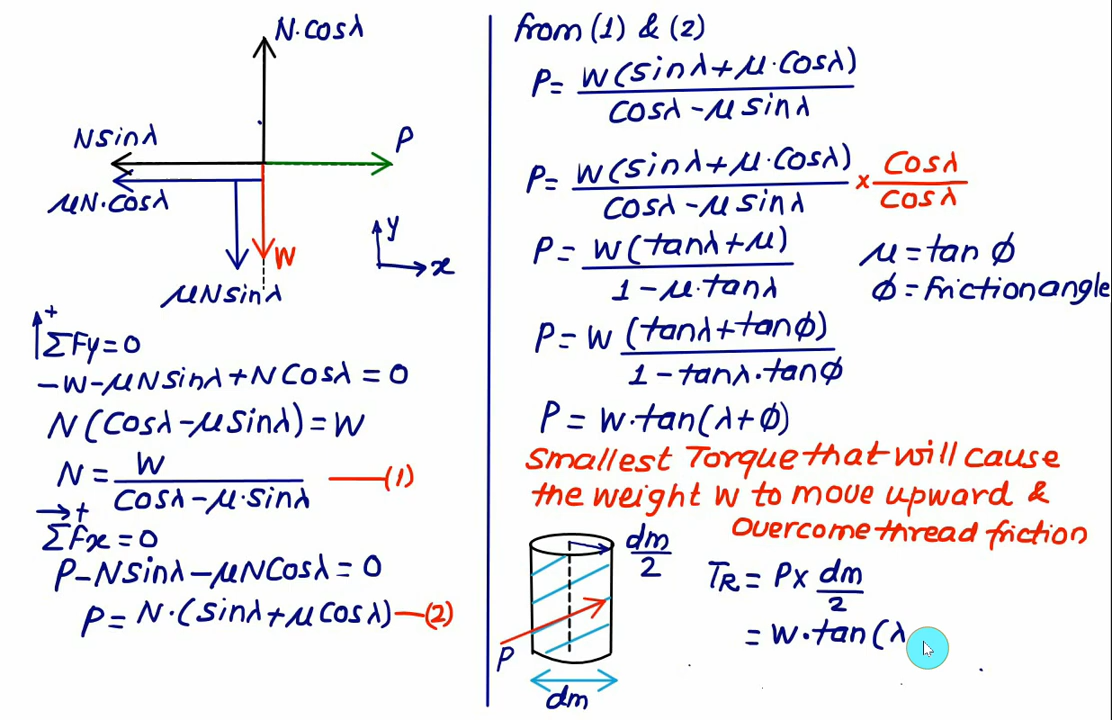 N·cosλ
Nsinλ
P
μN·cosλ
W
y
x
μNsinλ
+
ΣFy=0
-W-μNsinλ+NCosλ=0
N(Cosλ-μSinλ)=W
N= W / Cosλ-μ·sinλ —(1)
→+
ΣFx=0
P-Nsinλ-μNCosλ=0
P=N·(sinλ+μCosλ)—(2)
from (1) & (2)
P= W(sinλ+μ·Cosλ) / Cosλ-μsinλ
P= W(sinλ+μ·Cosλ) / Cosλ-μsinλ × Cosλ / Cosλ
P= W(tanλ+μ) / 1-μ·tanλ
μ=tanϕ
ϕ=frictionangle
P=W (tanλ+tanϕ) / 1-tanλ·tanϕ
P=W·tan(λ+ϕ)
Smallest Torque that will cause
the weight W to move upward &
Overcome thread friction
dm/2
P
dm
TR= P× dm/2
=W·tan(λ